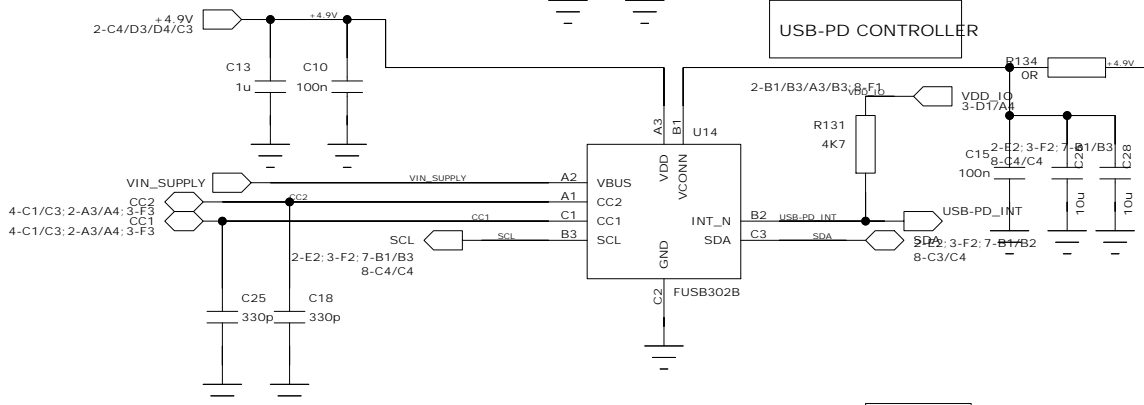 +4.9V
2-C4/D3/D4/C3
+4.9V
USB-PD CONTROLLER
C13
1u
C10
100n
R134
0R
+4.9V
2-B1/B3/A3/B3;8-F1
VDD_IO
VDD_IO
3-D1/A4
R131
4K7
A3
B1
U14
VDD
VCONN
2-E2;3-F2;7-B1/B3
8-C4/C4
C15
100n
10u
C28
10u
VIN_SUPPLY
VIN_SUPPLY
A2
VBUS
CC2
4-C1/C3;2-A3/A4;3-F3
CC2
A1
CC2
CC1
4-C1/C3;2-A3/A4;3-F3
CC1
C1
CC1
INT_N
B2
USB-PD_INT
USB-PD_INT
SCL
SCL
B3
SCL
SDA
C3
SDA
SDA
2-E2;3-F2;7-B1/B3
8-C4/C4
2-E2;3-F2;7-B1/B2
8-C3/C4
GND
C2
FUSB302B
C25
330p
C18
330p